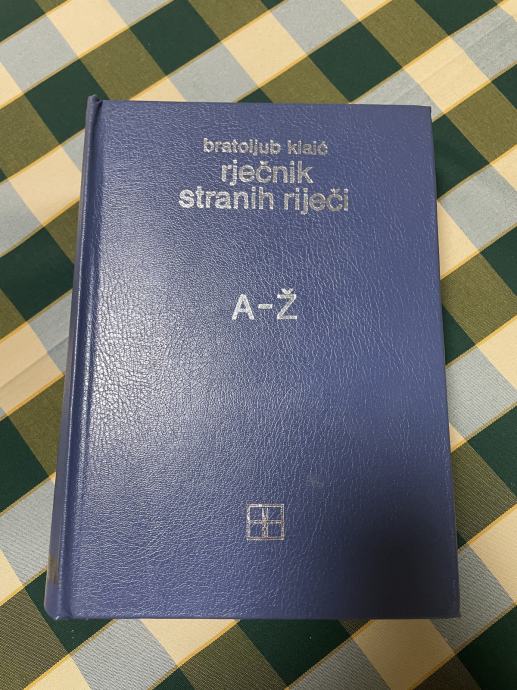 bratoljub klaić
rječnik
stranih riječi
A-Ž